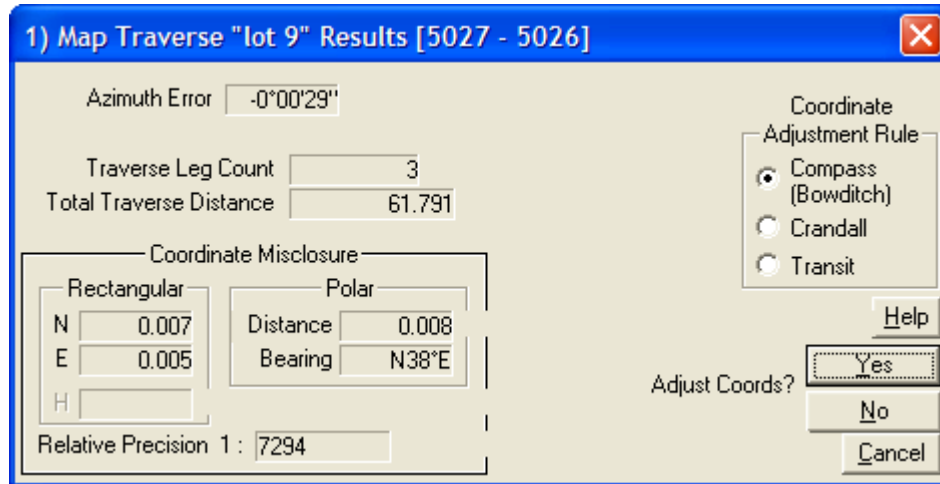 1) Map Traverse "lot 9" Results [5027 - 5026]
Azimuth Error -0°00'29"
Traverse Leg Count 3
Total Traverse Distance 61.791
Coordinate Misclosure
Rectangular
N 0.007
E 0.005
H
Polar
Distance 0.008
Bearing N38°E
Relative Precision 1 : 7294
Coordinate
Adjustment Rule
Compass
(Bowditch)
Crandall
Transit
Help
Adjust Coords? Yes
No
Cancel